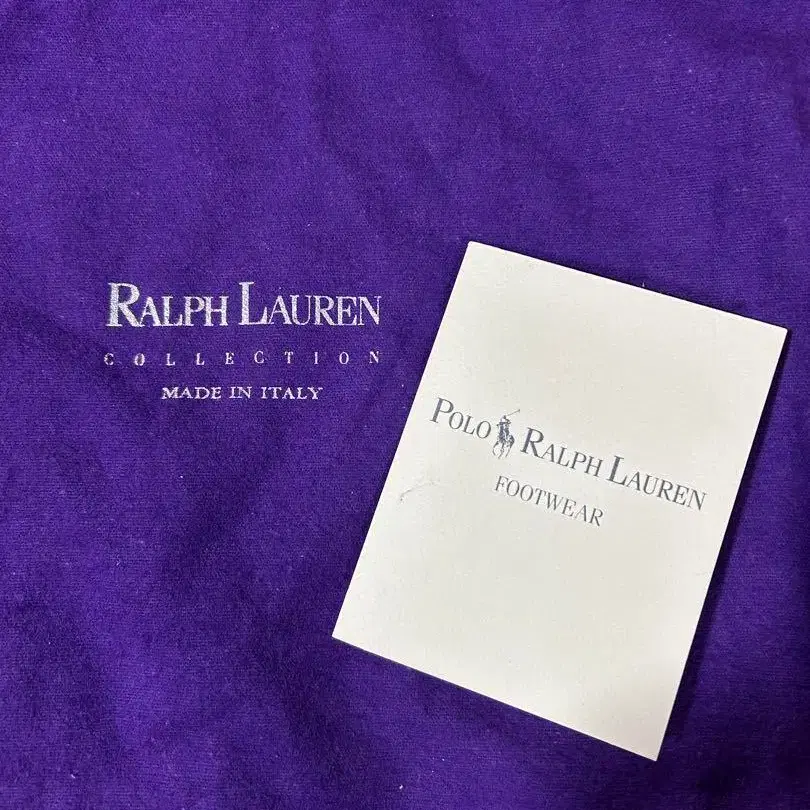 RALPH LAUREN
COLLECTION
MADE IN ITALY
POLO RALPH LAUREN
FOOTWEAR